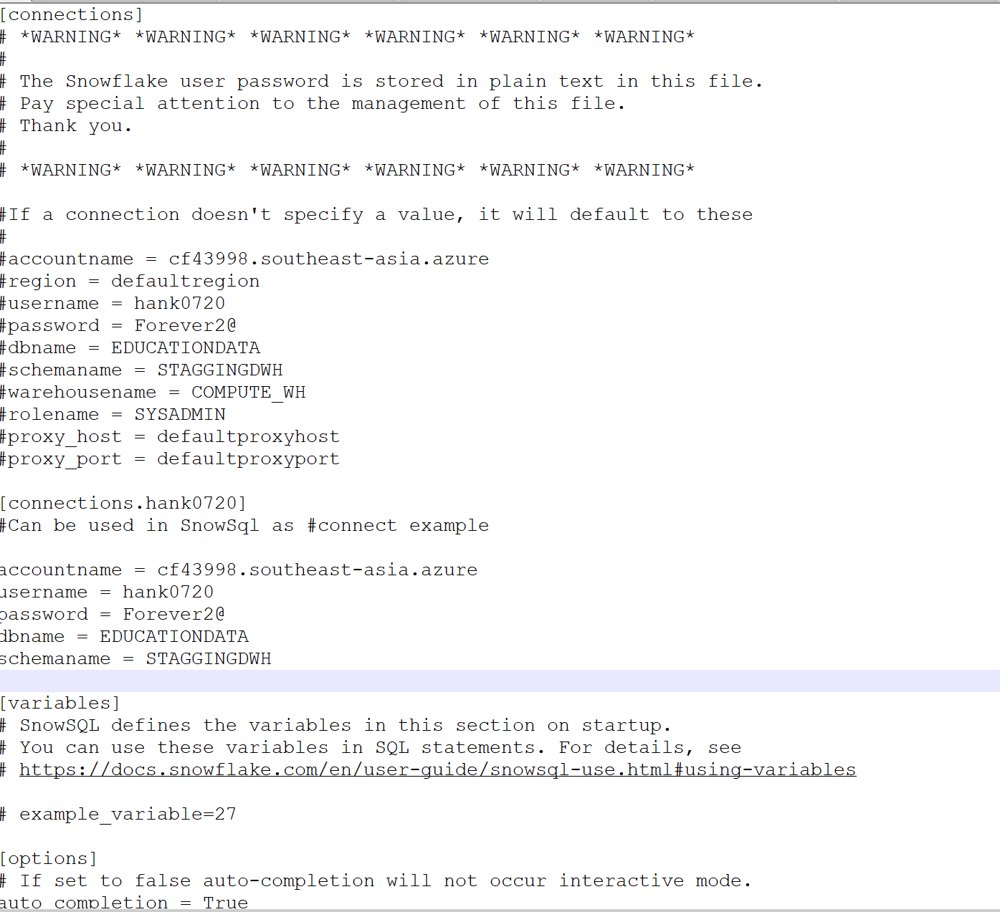 [connections]
# *WARNING* *WARNING* *WARNING* *WARNING* *WARNING* *WARNING*
#
# The Snowflake user password is stored in plain text in this file.
# Pay special attention to the management of this file.
# Thank you.
#
# *WARNING* *WARNING* *WARNING* *WARNING* *WARNING* *WARNING*
#If a connection doesn't specify a value, it will default to these
#
#accountname = cf43998.southeast-asia.azure
#region = defaultregion
#username = hank0720
#password = Forever2@
#dbname = EDUCATIONDATA
#schemaname = STAGGINGDWH
#warehousename = COMPUTE_WH
#rolename = SYSADMIN
#proxy_host = defaultproxyhost
#proxy_port = defaultproxyport
[connections.hank0720]
#Can be used in SnowSql as #connect example
accountname = cf43998.southeast-asia.azure
username = hank0720
password = Forever2@
dbname = EDUCATIONDATA
schemaname = STAGGINGDWH
[variables]
# SnowSQL defines the variables in this section on startup.
# You can use these variables in SQL statements. For details, see
# https://docs.snowflake.com/en/user-guide/snowsql-use.html#using-variables
# example_variable=27
[options]
# If set to false auto-completion will not occur interactive mode.
auto_completion = True